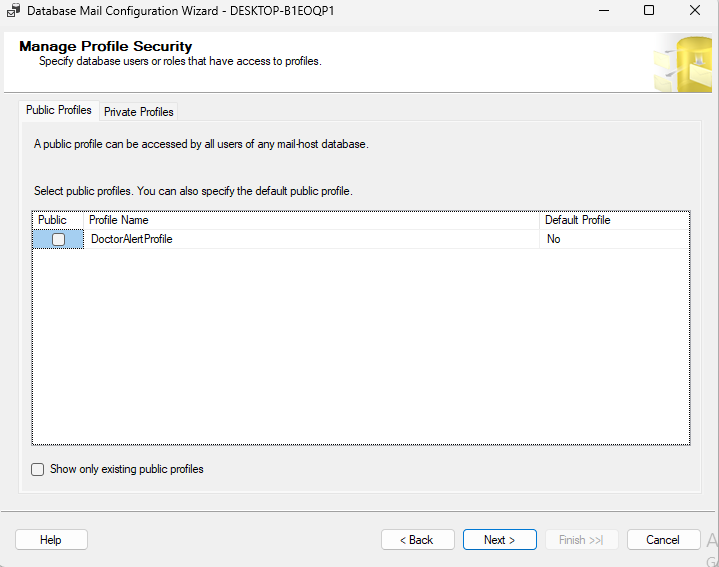 Database Mail Configuration Wizard - DESKTOP-B1EOQP1
Manage Profile Security
Specify database users or roles that have access to profiles.
Public Profiles Private Profiles
A public profile can be accessed by all users of any mail-host database.
Select public profiles. You can also specify the default public profile.
Public Profile Name Default Profile
DoctorAlertProfile No
Show only existing public profiles
Help < Back Next > Finish >>| Cancel